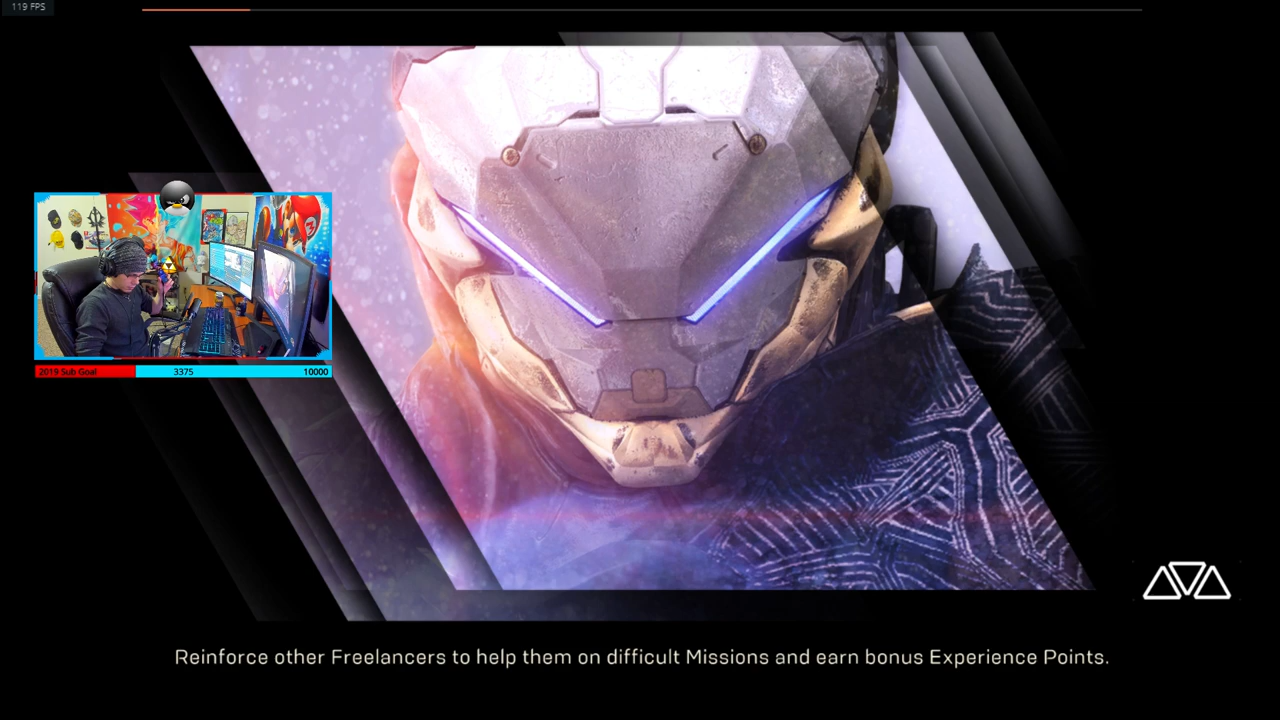 119 FPS
2019 Sub Goal 3375 10000
Reinforce other Freelancers to help them on difficult Missions and earn bonus Experience Points.